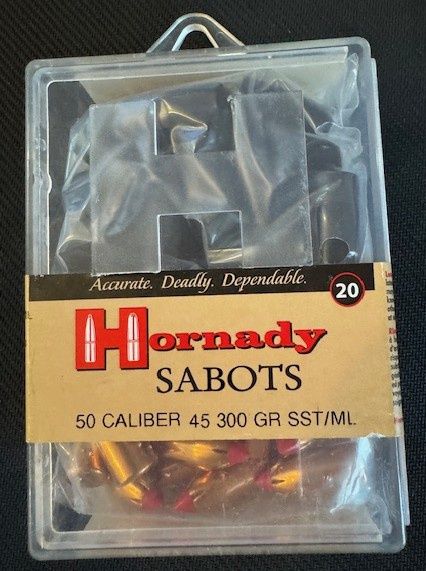 Accurate. Deadly. Dependable.
20
Hornady
SABOTS
50 CALIBER 45 300 GR SST/ML